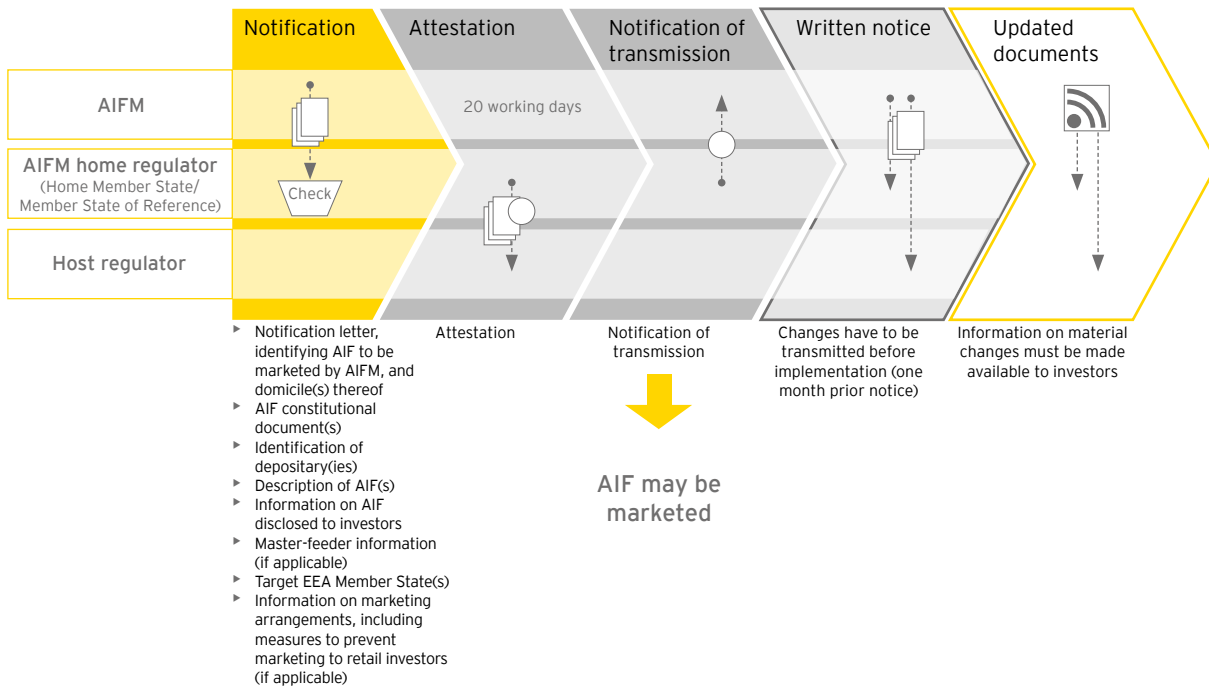 Notification
Attestation
Notification of
transmission
Written notice
Updated
documents
AIFM
20 working days
AIFM home regulator
(Home Member State/
Member State of Reference)
Check
Host regulator
► Notification letter,
identifying AIF to be
marketed by AIFM, and
domicile(s) thereof
► AIF constitutional
document(s)
► Identification of
depositary(ies)
► Description of AIF(s)
► Information on AIF
disclosed to investors
► Master-feeder information
(if applicable)
► Target EEA Member State(s)
► Information on marketing
arrangements, including
measures to prevent
marketing to retail investors
(if applicable)
Attestation
Notification of
transmission
AIF may be
marketed
Changes have to be
transmitted before
implementation (one
month prior notice)
Information on material
changes must be made
available to investors